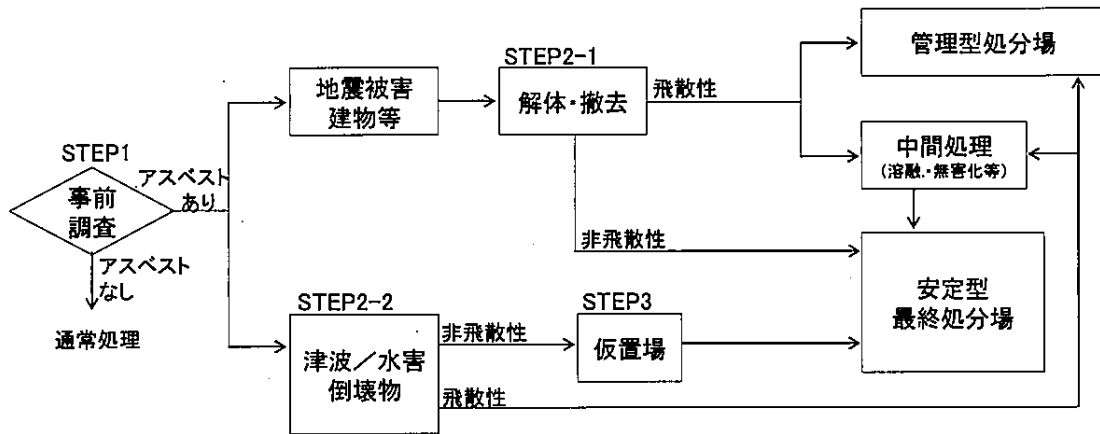 STEP1
事前
調査
アスベスト
あり
アスベスト
なし
通常処理
地震被害
建物等
STEP2-1
解体・撤去
飛散性
非飛散性
管理型処分場
中間処理
(溶融・無害化等)
STEP2-2
津波／水害
倒壊物
非飛散性
飛散性
STEP3
仮置場
安定型
最終処分場